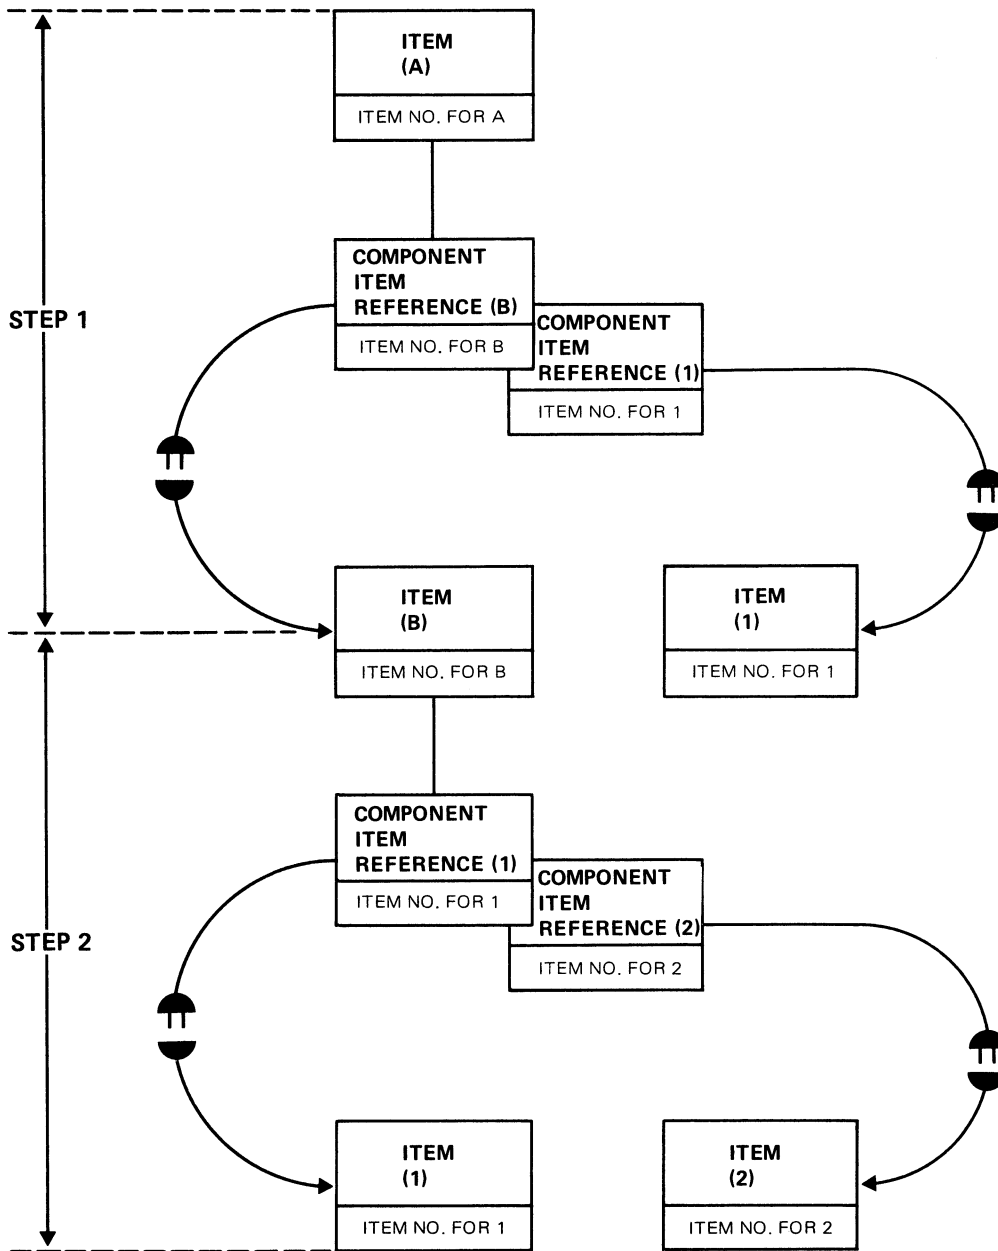 ITEM
(A)
ITEM NO. FOR A
COMPONENT
ITEM
REFERENCE (B)
ITEM NO. FOR B
COMPONENT
ITEM
REFERENCE (1)
ITEM NO. FOR 1
STEP 1
ITEM
(B)
ITEM NO. FOR B
ITEM
(1)
ITEM NO. FOR 1
COMPONENT
ITEM
REFERENCE (1)
ITEM NO. FOR 1
COMPONENT
ITEM
REFERENCE (2)
ITEM NO. FOR 2
STEP 2
ITEM
(1)
ITEM NO. FOR 1
ITEM
(2)
ITEM NO. FOR 2